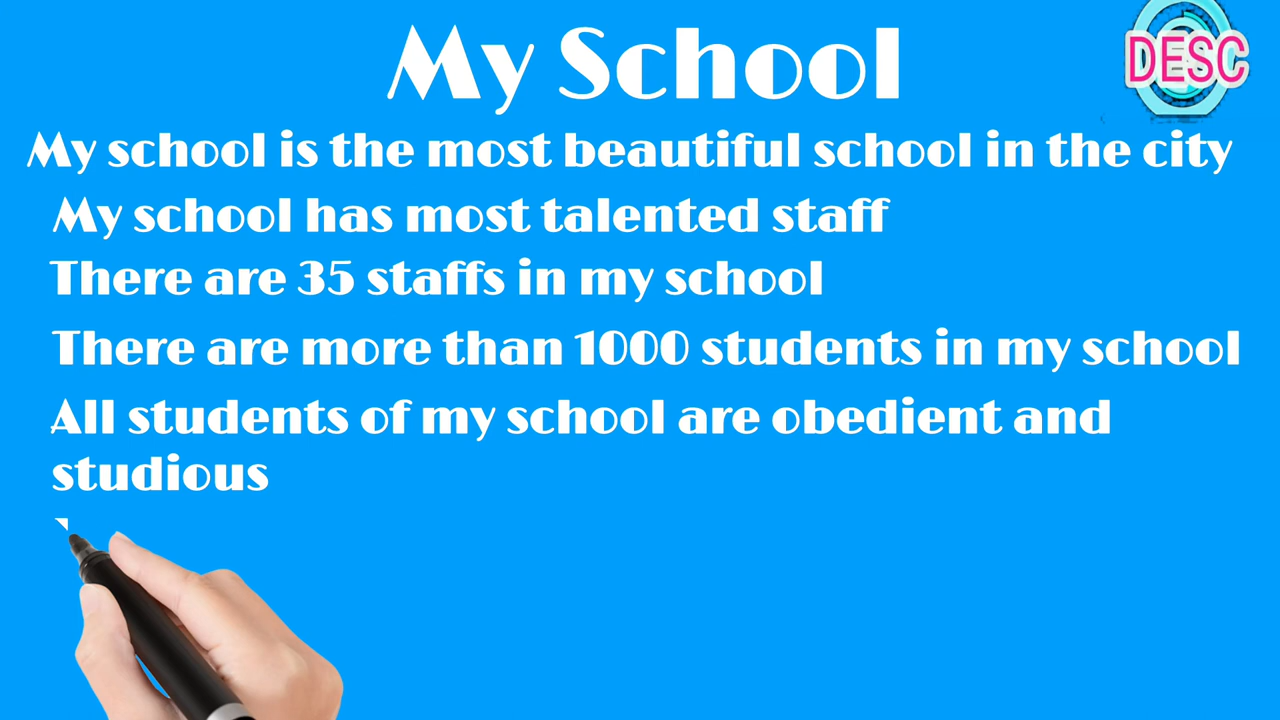 My School
DESC
My school is the most beautiful school in the city
My school has most talented staff
There are 35 staffs in my school
There are more than 1000 students in my school
All students of my school are obedient and
studious